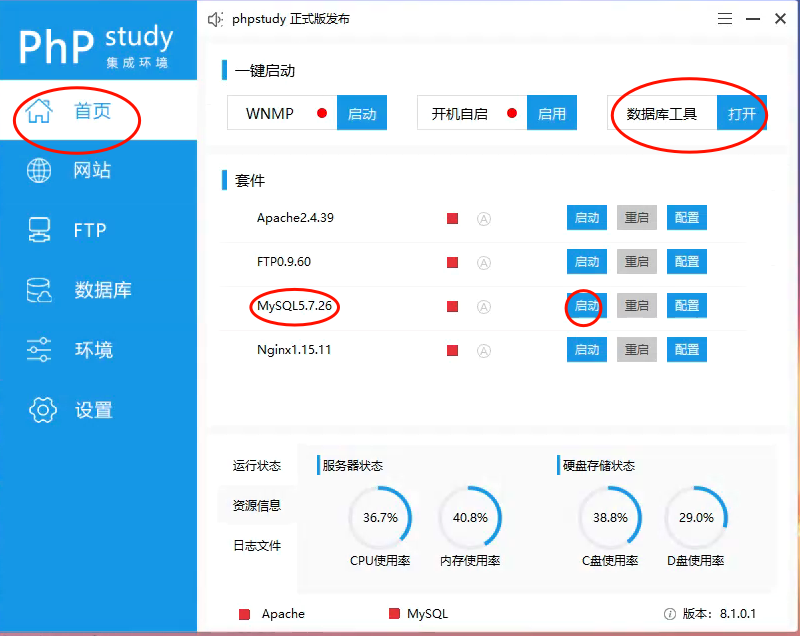 PhP study
集成环境
phpstudy 正式版发布
首页
网站
FTP
数据库
环境
设置
一键启动
WNMP 启动 开机自启 启用 数据库工具 打开
套件
Apache2.4.39 A 启动 重启 配置
FTP0.9.60 A 启动 重启 配置
MySQL5.7.26 A 启动 重启 配置
Nginx1.15.11 A 启动 重启 配置
运行状态
资源信息
日志文件
服务器状态 硬盘存储状态
36.7% 40.8% 38.8% 29.0%
CPU使用率 内存使用率 C盘使用率 D盘使用率
Apache MySQL 版本：8.1.0.1